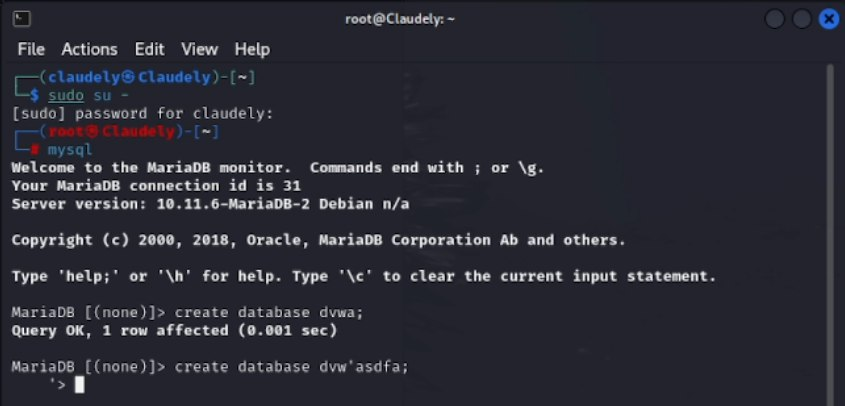 root@Claudely: ~
File Actions Edit View Help
┌──(claudely㉿Claudely)-[~]
└─$ sudo su -
[sudo] password for claudely:
┌──(root㉿Claudely)-[~]
└─# mysql
Welcome to the MariaDB monitor.  Commands end with ; or \g.
Your MariaDB connection id is 31
Server version: 10.11.6-MariaDB-2 Debian n/a
Copyright (c) 2000, 2018, Oracle, MariaDB Corporation Ab and others.
Type 'help;' or '\h' for help. Type '\c' to clear the current input statement.
MariaDB [(none)]> create database dvwa;
Query OK, 1 row affected (0.001 sec)
MariaDB [(none)]> create database dvw'asdfa;
    '>